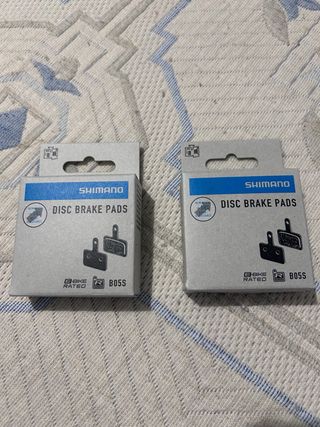 SHIMANO
DISC BRAKE PADS
E-BIKE
RATED
B05S
SHIMANO
DISC BRAKE PADS
E-BIKE
RATED
B05S